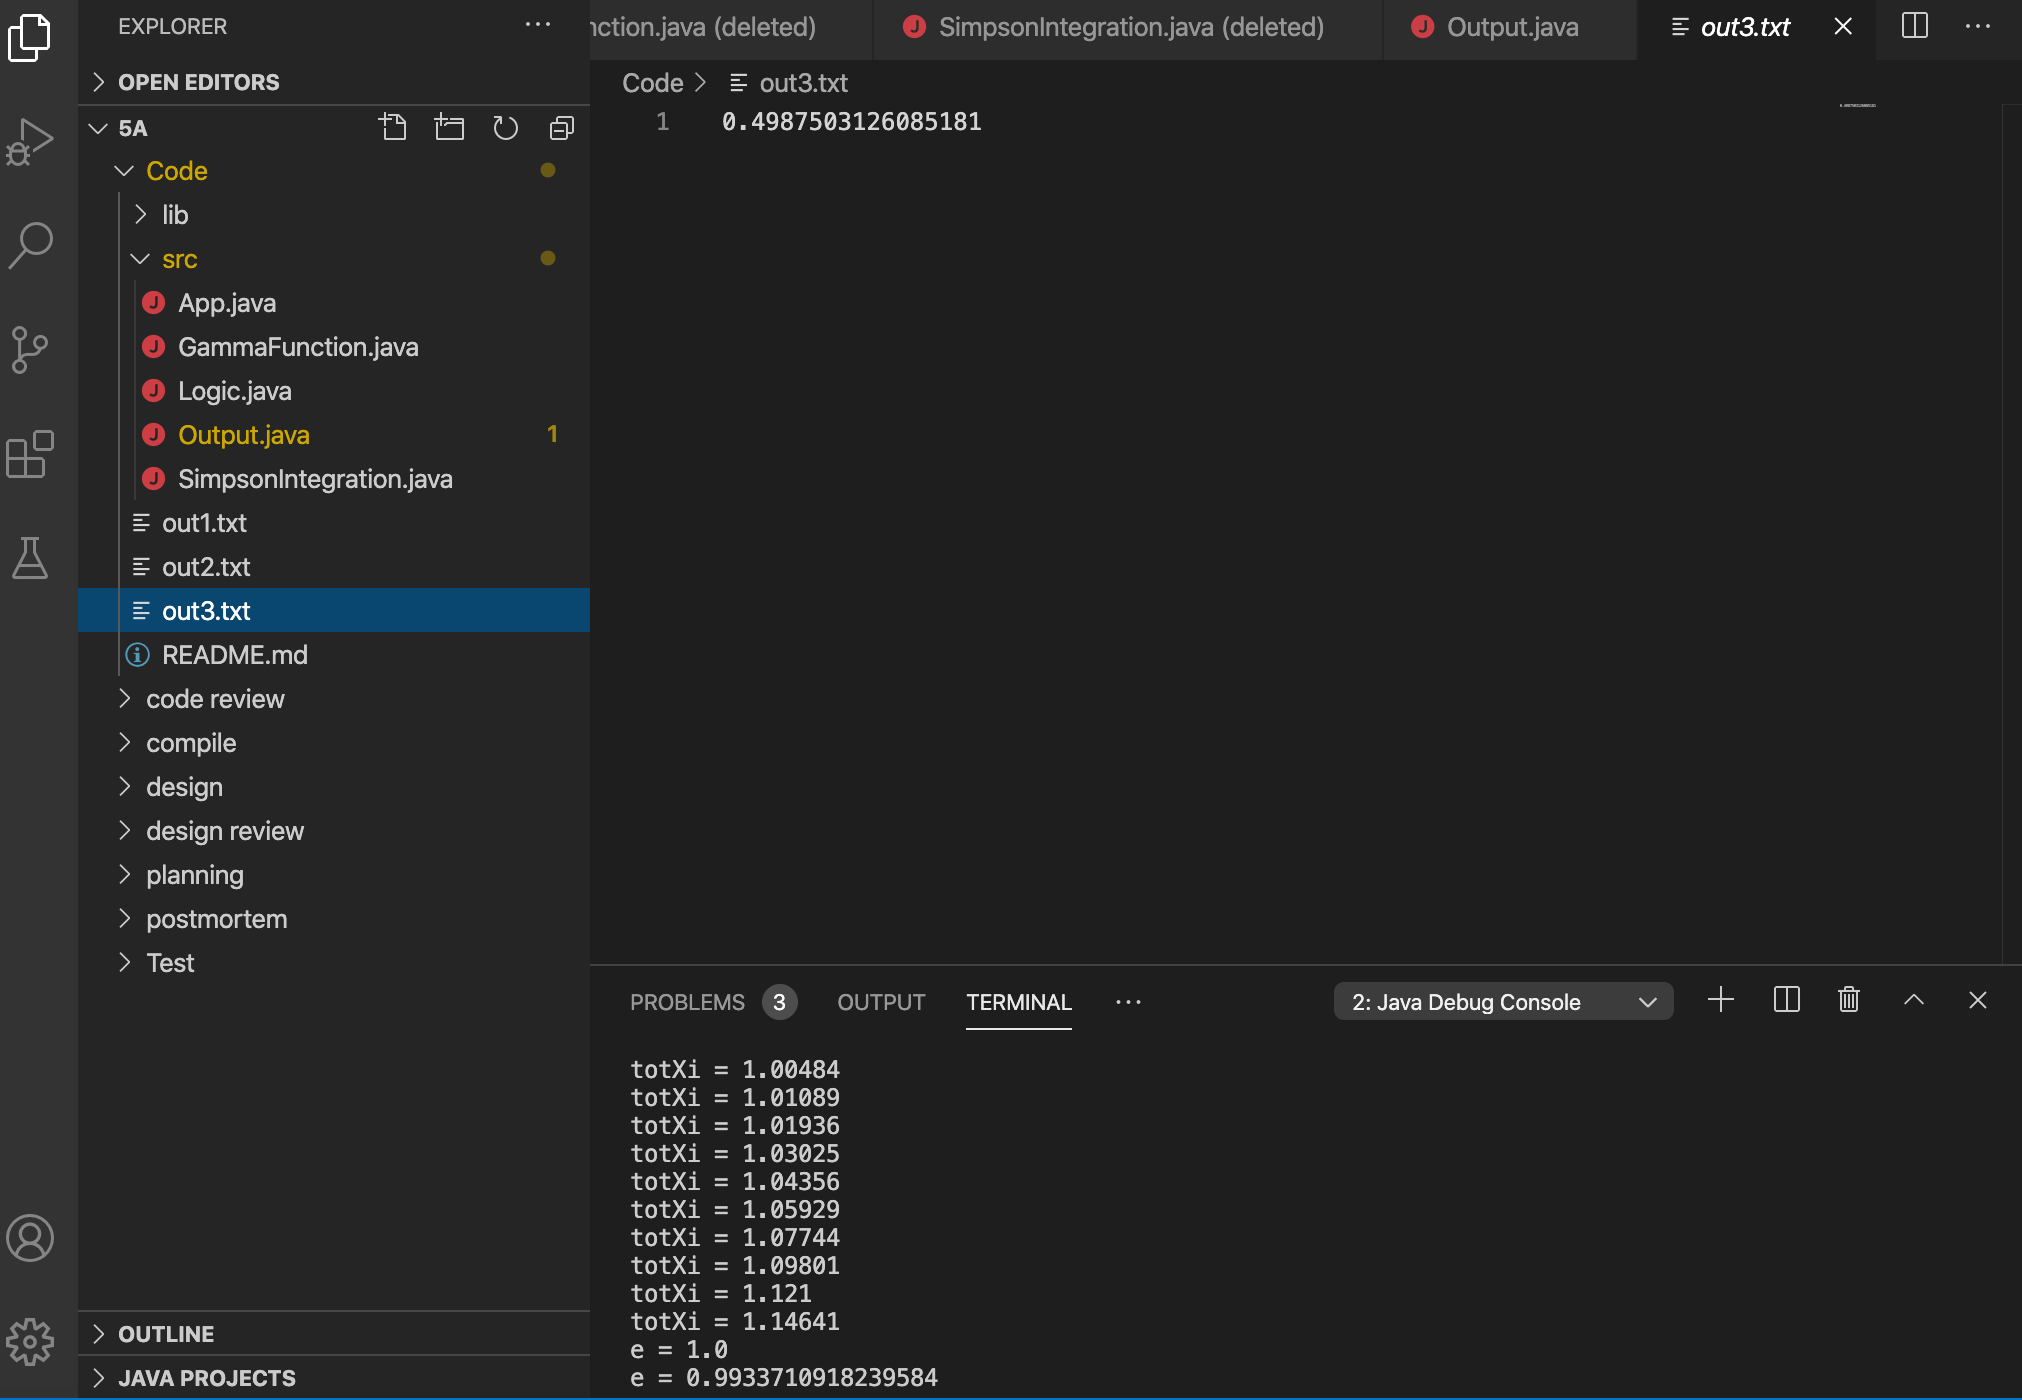 EXPLORER
OPEN EDITORS
5A
Code
lib
src
App.java
GammaFunction.java
Logic.java
Output.java 1
SimpsonIntegration.java
out1.txt
out2.txt
out3.txt
README.md
code review
compile
design
design review
planning
postmortem
Test
OUTLINE
JAVA PROJECTS
nction.java (deleted) SimpsonIntegration.java (deleted) Output.java out3.txt
Code > out3.txt
1 0.4987503126085181
PROBLEMS 3 OUTPUT TERMINAL ··· 2: Java Debug Console
totXi = 1.00484
totXi = 1.01089
totXi = 1.01936
totXi = 1.03025
totXi = 1.04356
totXi = 1.05929
totXi = 1.07744
totXi = 1.09801
totXi = 1.121
totXi = 1.14641
e = 1.0
e = 0.9933710918239584